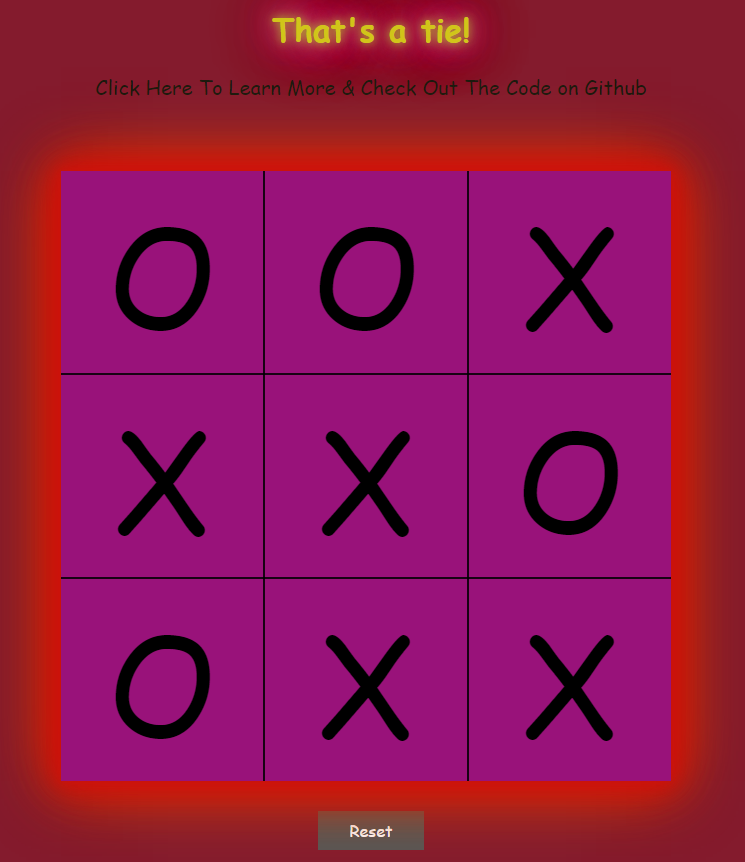 That's a tie!
Click Here To Learn More & Check Out The Code on Github
O O X
X X O
O X X
Reset